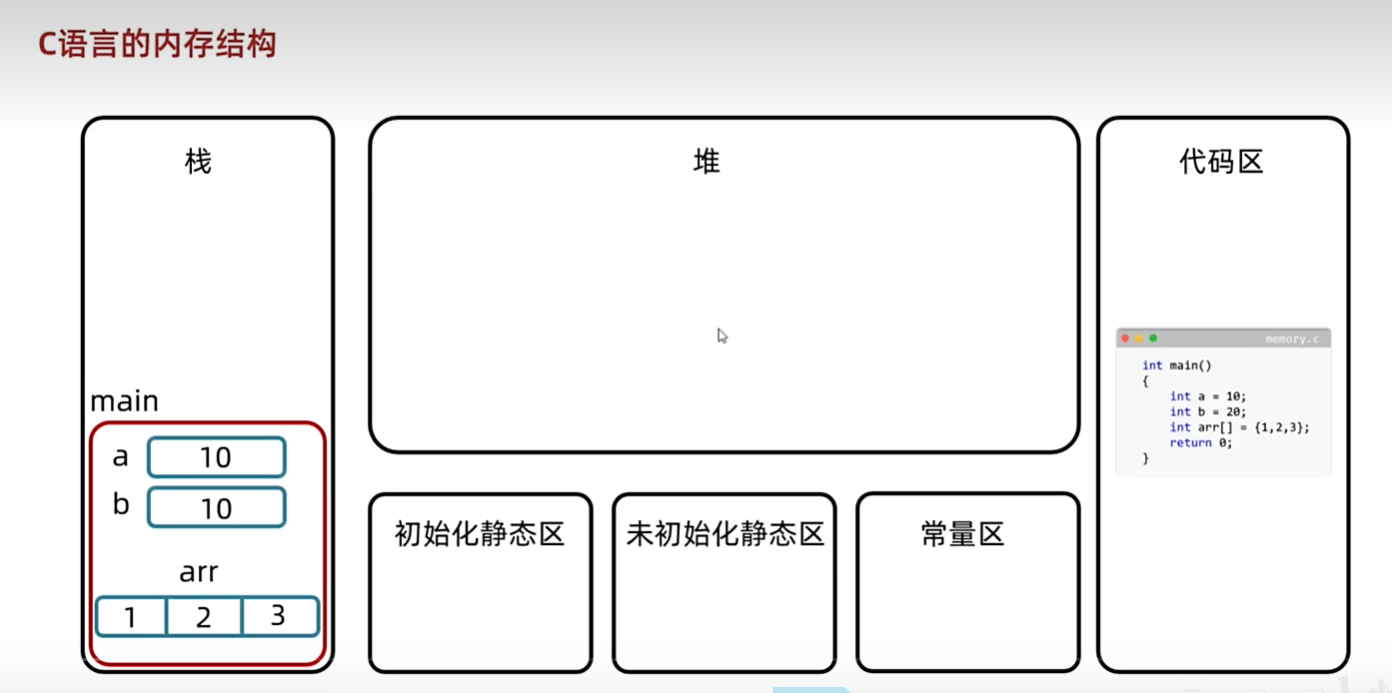 C语言的内存结构
栈
堆
代码区
memory.c
int main()
{
int a = 10;
int b = 20;
int arr[] = {1,2,3};
return 0;
}
main
a 10
b 10
arr
1 2 3
初始化静态区
未初始化静态区
常量区